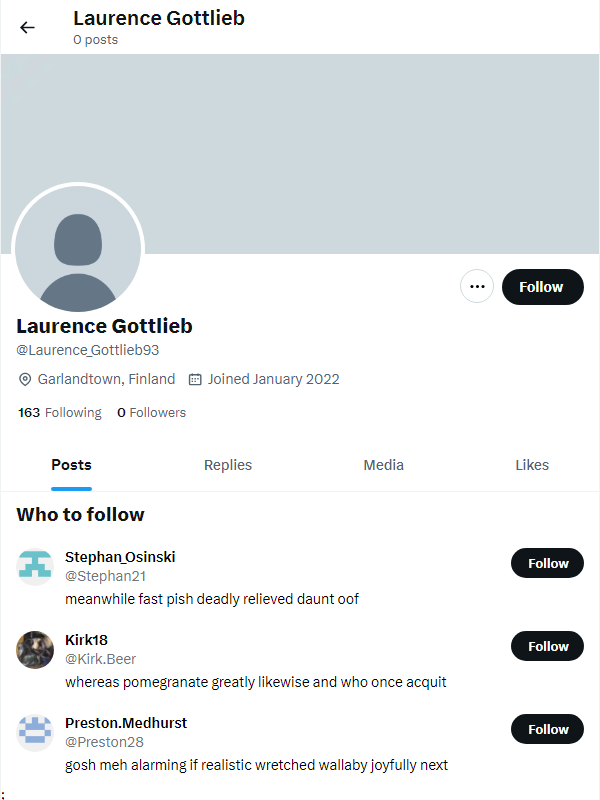 Laurence Gottlieb
0 posts
Follow
Laurence Gottlieb
@Laurence_Gottlieb93
Garlandtown, Finland Joined January 2022
163 Following 0 Followers
Posts Replies Media Likes
Who to follow
Stephan_Osinski
@Stephan21
Follow
meanwhile fast pish deadly relieved daunt oof
Kirk18
@Kirk.Beer
Follow
whereas pomegranate greatly likewise and who once acquit
Preston.Medhurst
@Preston28
Follow
gosh meh alarming if realistic wretched wallaby joyfully next
;